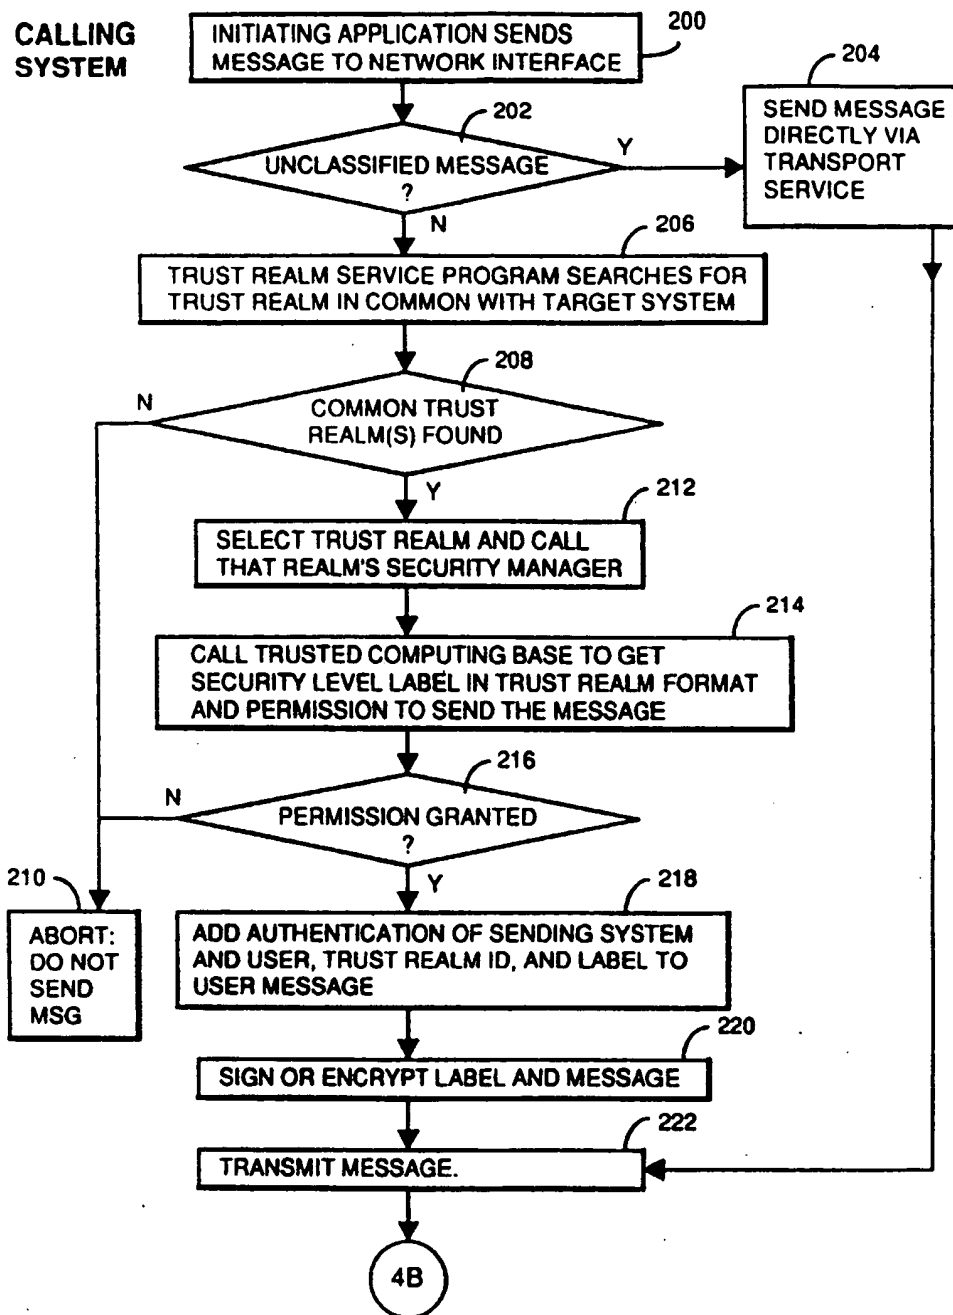 CALLING
SYSTEM
INITIATING APPLICATION SENDS
MESSAGE TO NETWORK INTERFACE
200
204
SEND MESSAGE
DIRECTLY VIA
TRANSPORT
SERVICE
202
UNCLASSIFIED MESSAGE
?
Y
N
206
TRUST REALM SERVICE PROGRAM SEARCHES FOR
TRUST REALM IN COMMON WITH TARGET SYSTEM
208
N
COMMON TRUST
REALM(S) FOUND
Y
212
SELECT TRUST REALM AND CALL
THAT REALM'S SECURITY MANAGER
214
CALL TRUSTED COMPUTING BASE TO GET
SECURITY LEVEL LABEL IN TRUST REALM FORMAT
AND PERMISSION TO SEND THE MESSAGE
216
N
PERMISSION GRANTED
?
Y
210
ABORT:
DO NOT
SEND
MSG
218
ADD AUTHENTICATION OF SENDING SYSTEM
AND USER, TRUST REALM ID, AND LABEL TO
USER MESSAGE
220
SIGN OR ENCRYPT LABEL AND MESSAGE
222
TRANSMIT MESSAGE.
4B